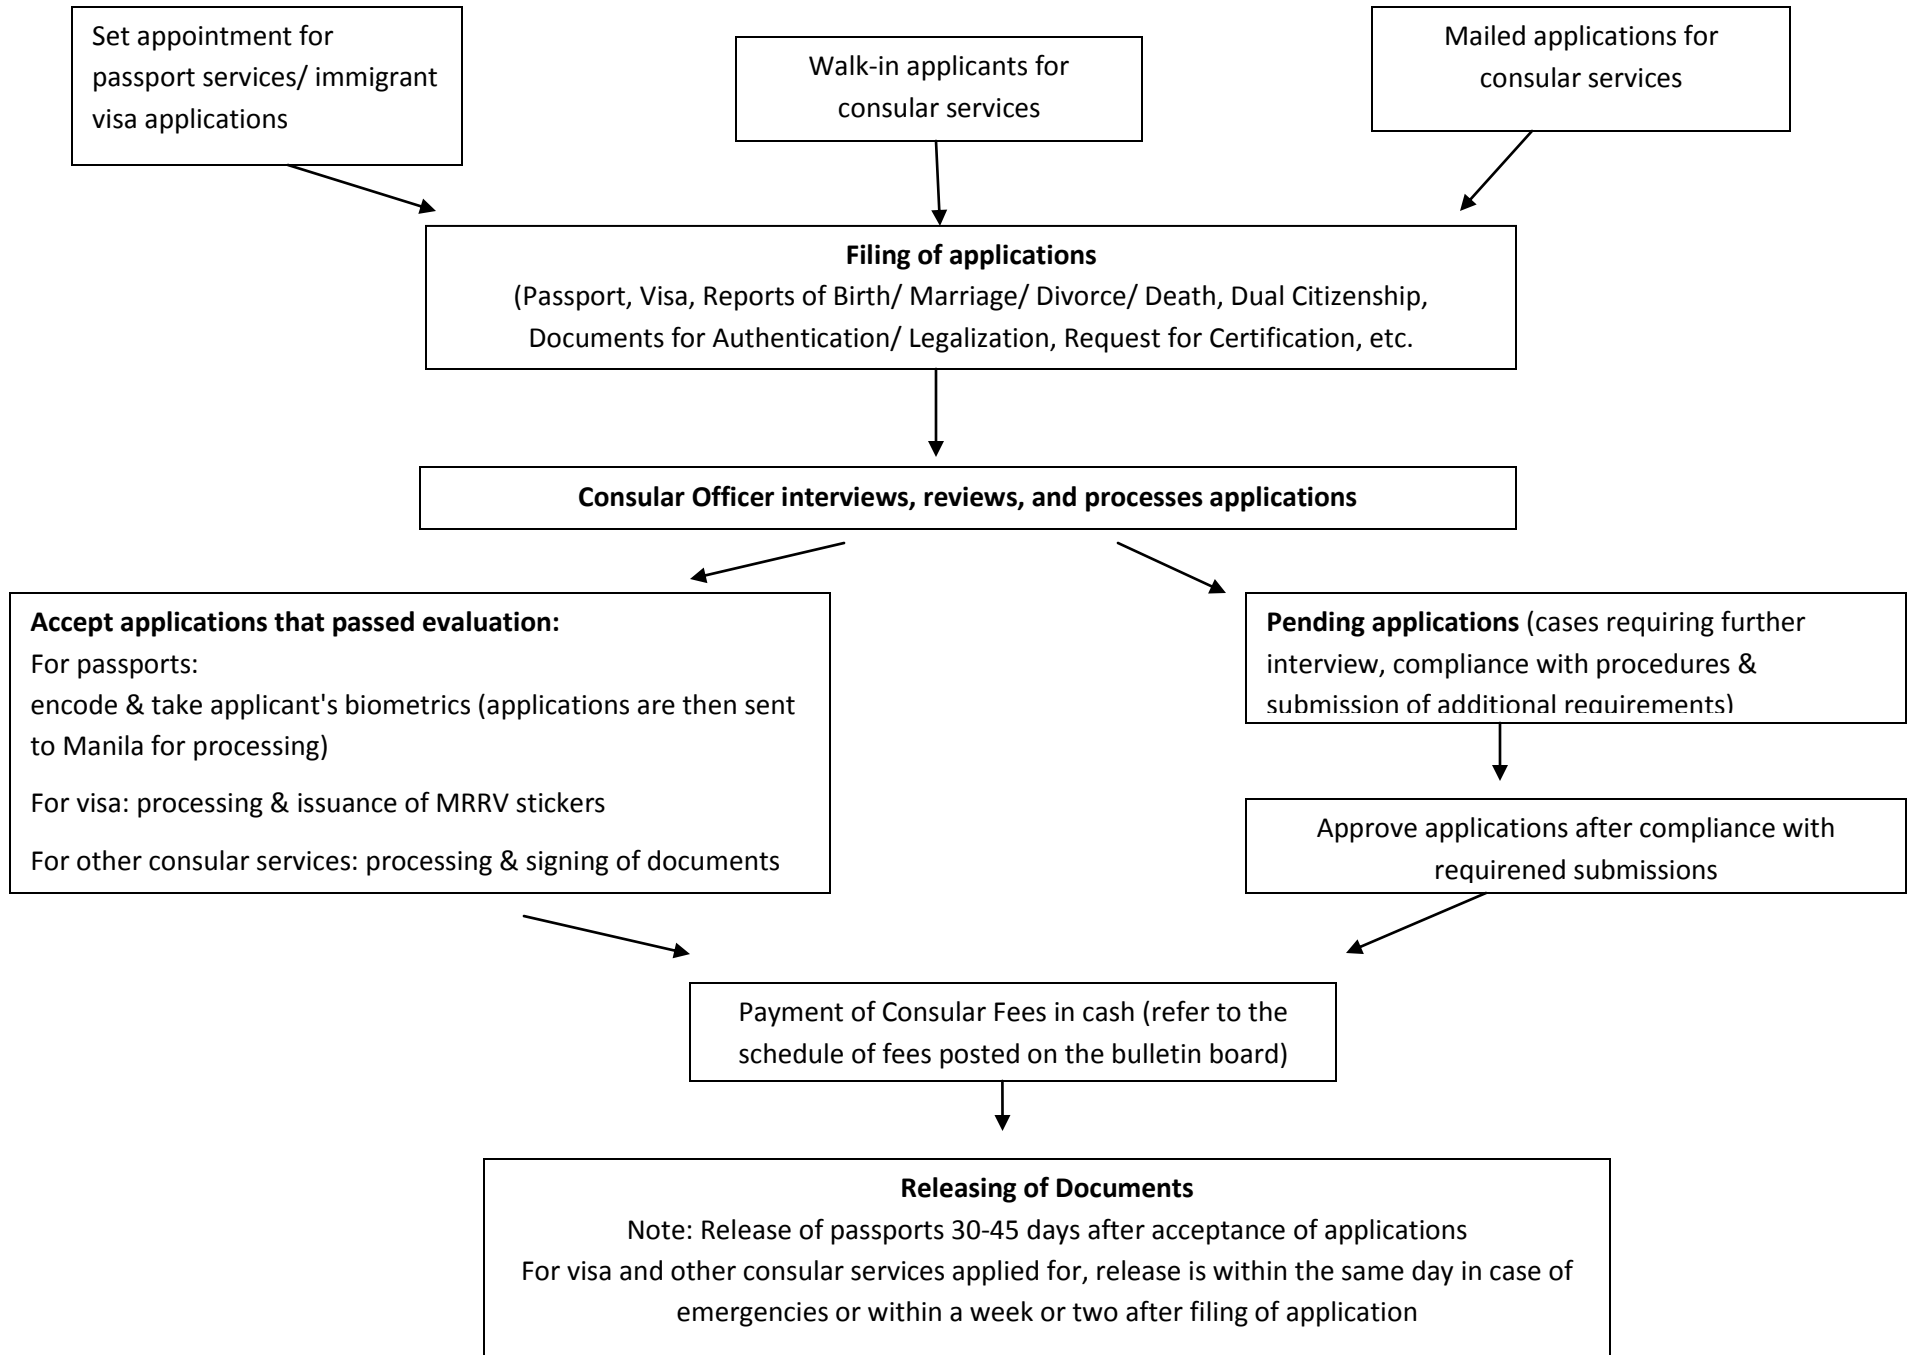 Set appointment for
passport services/ immigrant
visa applications
Walk-in applicants for
consular services
Mailed applications for
consular services
Filing of applications
(Passport, Visa, Reports of Birth/ Marriage/ Divorce/ Death, Dual Citizenship,
Documents for Authentication/ Legalization, Request for Certification, etc.
Consular Officer interviews, reviews, and processes applications
Accept applications that passed evaluation:
For passports:
encode & take applicant's biometrics (applications are then sent
to Manila for processing)
For visa: processing & issuance of MRRV stickers
For other consular services: processing & signing of documents
Pending applications (cases requiring further
interview, compliance with procedures &
submission of additional requirements)
Approve applications after compliance with
requirened submissions
Payment of Consular Fees in cash (refer to the
schedule of fees posted on the bulletin board)
Releasing of Documents
Note: Release of passports 30-45 days after acceptance of applications
For visa and other consular services applied for, release is within the same day in case of
emergencies or within a week or two after filing of application